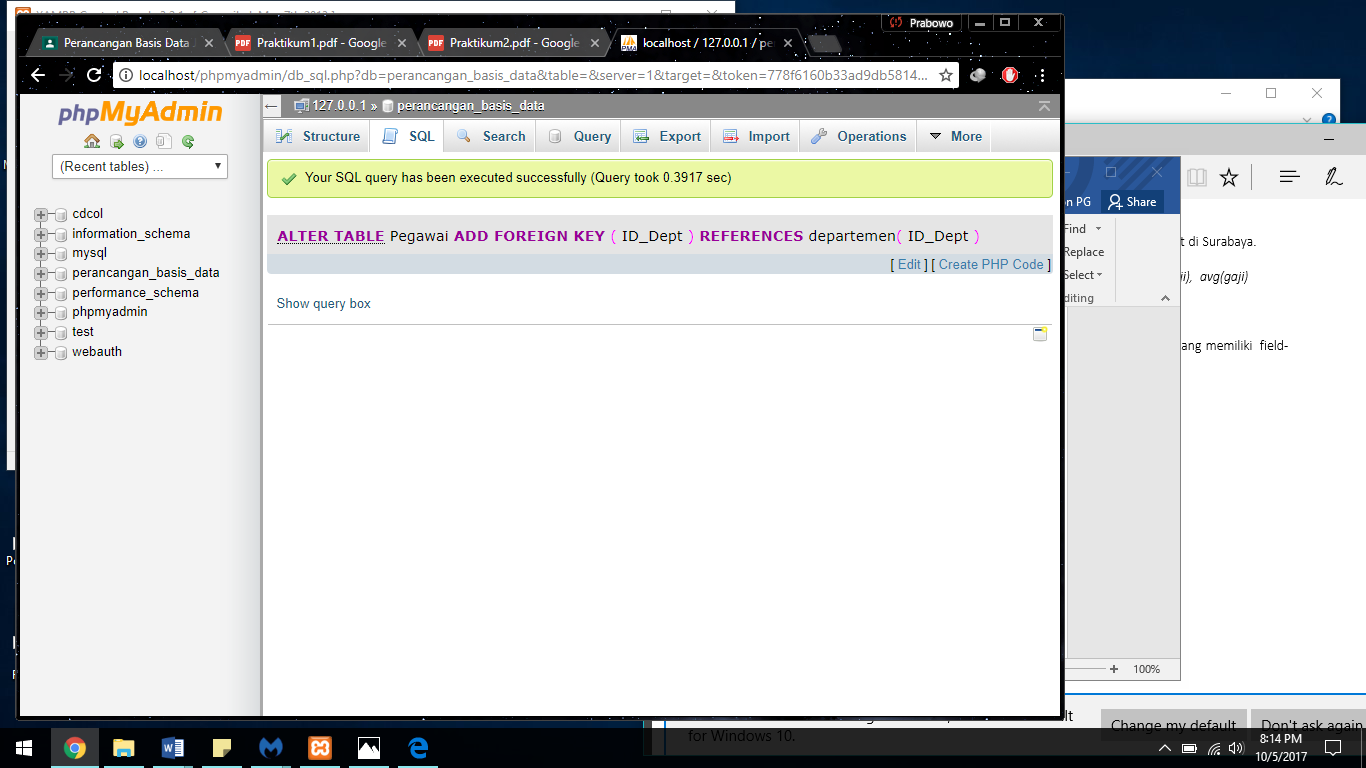 Prabowo
Perancangan Basis Data
Praktikum1.pdf - Google
Praktikum2.pdf - Google
localhost / 127.0.0.1 / pe
localhost/phpmyadmin/db_sql.php?db=perancangan_basis_data&table=&server=1&target=&token=778f6160b33ad9db5814...
phpMyAdmin
(Recent tables) ...
cdcol
information_schema
mysql
perancangan_basis_data
performance_schema
phpmyadmin
test
webauth
127.0.0.1 » perancangan_basis_data
Structure
SQL
Search
Query
Export
Import
Operations
More
Your SQL query has been executed successfully (Query took 0.3917 sec)
ALTER TABLE Pegawai ADD FOREIGN KEY ( ID_Dept ) REFERENCES departemen( ID_Dept )
[ Edit ] [ Create PHP Code ]
Show query box
PG
Share
Find
Replace
Select
diting
t di Surabaya.
ji), avg(gaji)
ang memiliki field-
100%
for Windows 10.
Change my default
Don't ask again
8:14 PM
10/5/2017